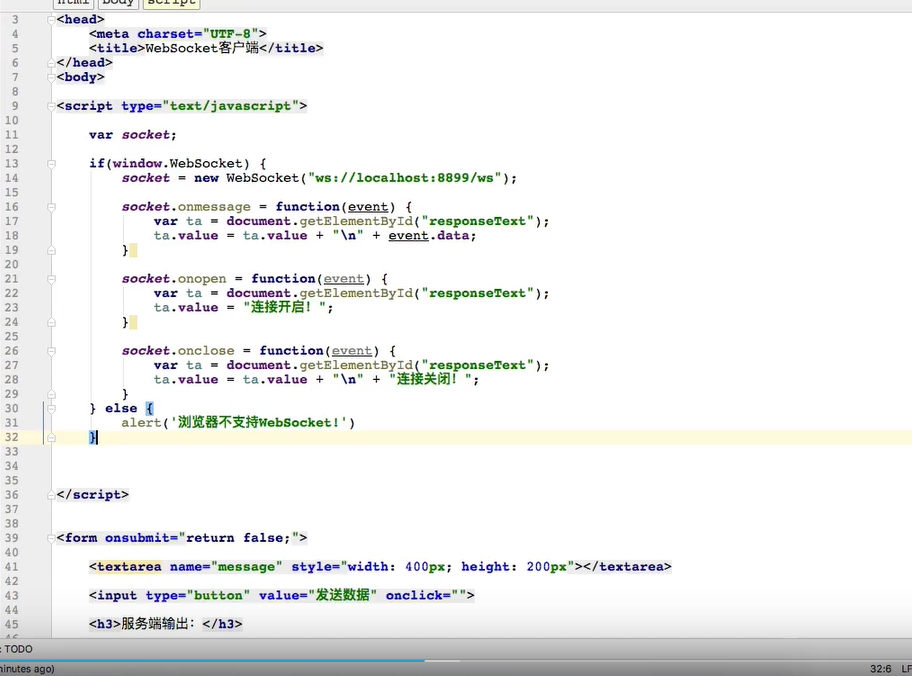 html body script
3 <head>
4 <meta charset="UTF-8">
5 <title>WebSocket客户端</title>
6 </head>
7 <body>
8
9 <script type="text/javascript">
10
11 var socket;
12
13 if(window.WebSocket) {
14 socket = new WebSocket("ws://localhost:8899/ws");
15
16 socket.onmessage = function(event) {
17 var ta = document.getElementById("responseText");
18 ta.value = ta.value + "\n" + event.data;
19 }
20
21 socket.onopen = function(event) {
22 var ta = document.getElementById("responseText");
23 ta.value = "连接开启！";
24 }
25
26 socket.onclose = function(event) {
27 var ta = document.getElementById("responseText");
28 ta.value = ta.value + "\n" + "连接关闭！";
29 }
30 } else {
31 alert('浏览器不支持WebSocket！')
32 }
33
34
35
36 </script>
37
38
39 <form onsubmit="return false;">
40
41 <textarea name="message" style="width: 400px; height: 200px"></textarea>
42
43 <input type="button" value="发送数据" onclick="">
44
45 <h3>服务端输出：</h3>
: TODO
minutes ago)
32:6 LF